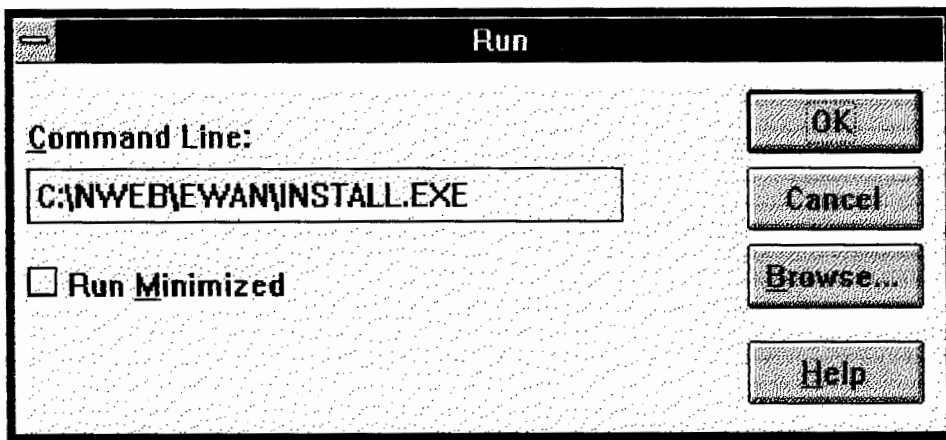 Run
Command Line:
C:\NWEB\EWAN\INSTALL.EXE
Run Minimized
OK
Cancel
Browse...
Help